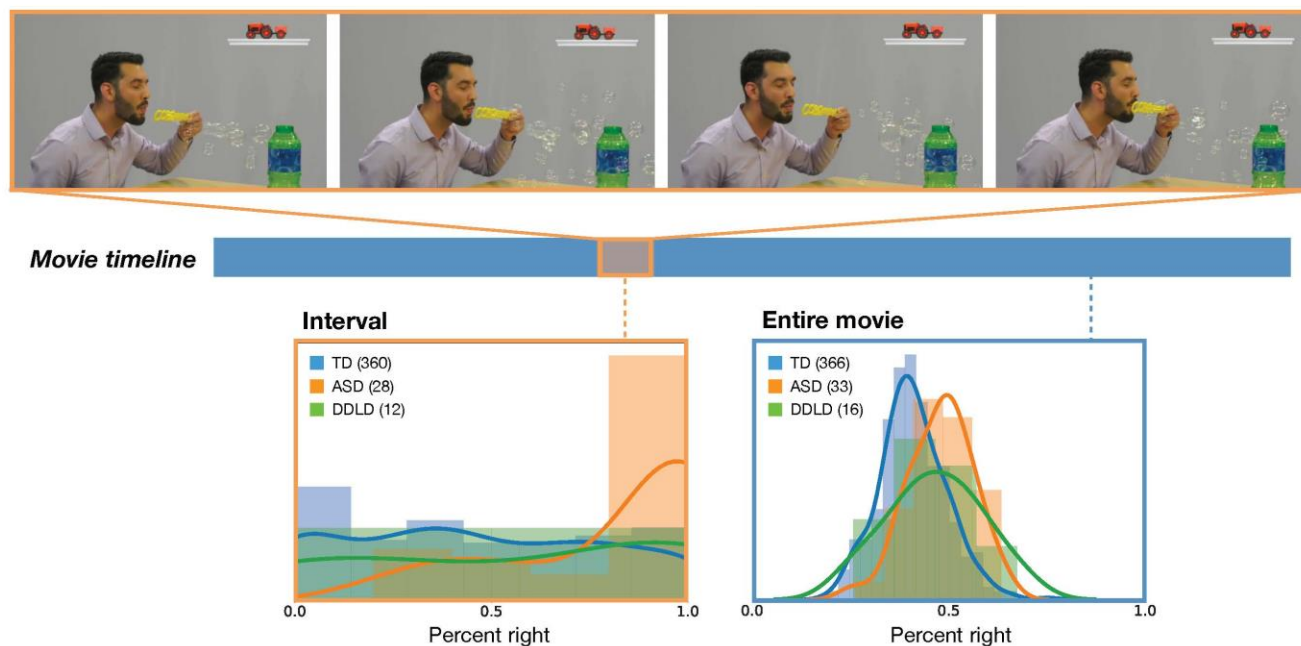 Movie timeline
Interval
TD (360)
ASD (28)
DDLD (12)
0.0 0.5 1.0
Percent right
Entire movie
TD (366)
ASD (33)
DDLD (16)
0.0 0.5 1.0
Percent right